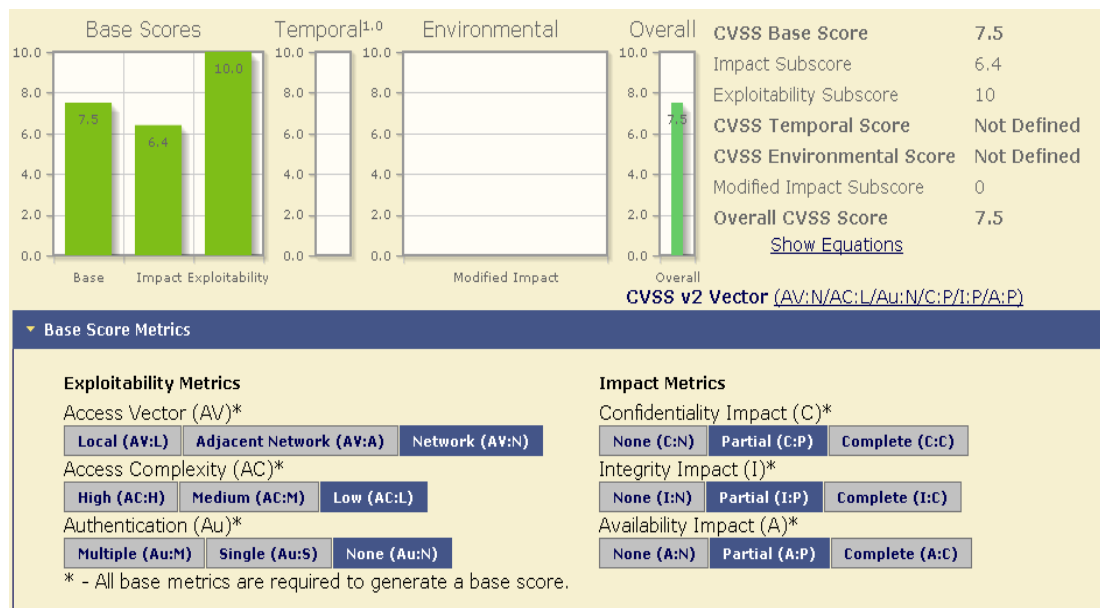 Base Scores
10.0
8.0
6.0
4.0
2.0
0.0
7.5
6.4
10.0
Base
Impact
Exploitability
Temporal1.0
10.0
8.0
6.0
4.0
2.0
0.0
Environmental
10.0
8.0
6.0
4.0
2.0
0.0
Modified Impact
Overall
10.0
8.0
6.0
4.0
2.0
0.0
7.5
Overall
CVSS Base Score 7.5
Impact Subscore 6.4
Exploitability Subscore 10
CVSS Temporal Score Not Defined
CVSS Environmental Score Not Defined
Modified Impact Subscore 0
Overall CVSS Score 7.5
Show Equations
CVSS v2 Vector (AV:N/AC:L/Au:N/C:P/I:P/A:P)
Base Score Metrics
Exploitability Metrics
Access Vector (AV)*
Local (AV:L) Adjacent Network (AV:A) Network (AV:N)
Access Complexity (AC)*
High (AC:H) Medium (AC:M) Low (AC:L)
Authentication (Au)*
Multiple (Au:M) Single (Au:S) None (Au:N)
* - All base metrics are required to generate a base score.
Impact Metrics
Confidentiality Impact (C)*
None (C:N) Partial (C:P) Complete (C:C)
Integrity Impact (I)*
None (I:N) Partial (I:P) Complete (I:C)
Availability Impact (A)*
None (A:N) Partial (A:P) Complete (A:C)